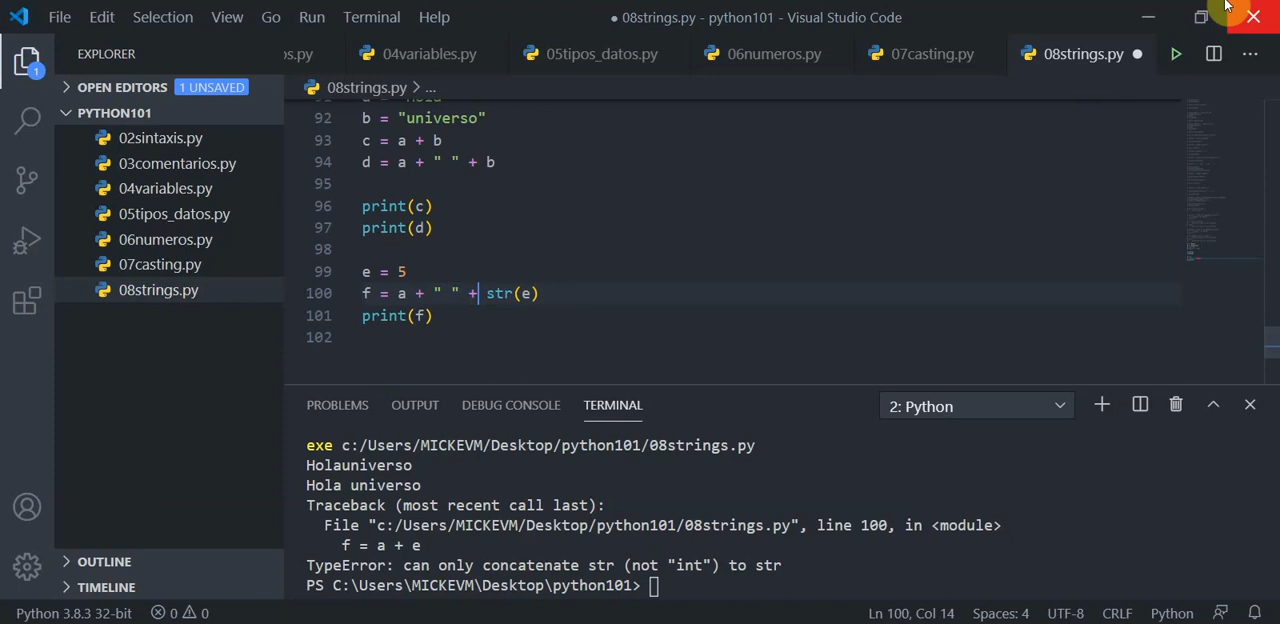 File Edit Selection View Go Run Terminal Help
● 08strings.py - python101 - Visual Studio Code
EXPLORER
os.py 04variables.py 05tipos_datos.py 06numeros.py 07casting.py 08strings.py ●
OPEN EDITORS 1 UNSAVED
PYTHON101
02sintaxis.py
03comentarios.py
04variables.py
05tipos_datos.py
06numeros.py
07casting.py
08strings.py
OUTLINE
TIMELINE
1
08strings.py > ...
92 b = "universo"
93 c = a + b
94 d = a + " " + b
95
96 print(c)
97 print(d)
98
99 e = 5
100 f = a + " " + str(e)
101 print(f)
102
PROBLEMS OUTPUT DEBUG CONSOLE TERMINAL 2: Python
exe c:/Users/MICKEVM/Desktop/python101/08strings.py
Holauniverso
Hola universo
Traceback (most recent call last):
File "c:/Users/MICKEVM/Desktop/python101/08strings.py", line 100, in <module>
f = a + e
TypeError: can only concatenate str (not "int") to str
PS C:\Users\MICKEVM\Desktop\python101>
Python 3.8.3 32-bit 0 0 Ln 100, Col 14 Spaces: 4 UTF-8 CRLF Python